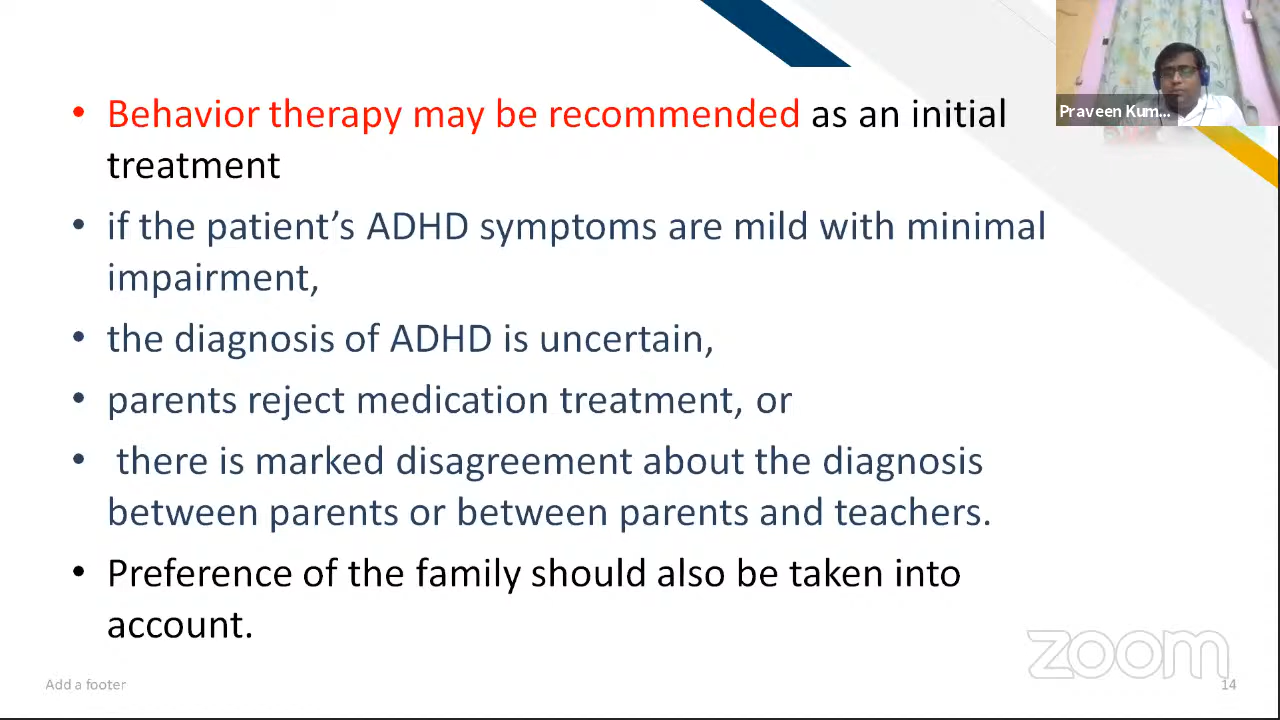 • Behavior therapy may be recommended as an initial
treatment
• if the patient’s ADHD symptoms are mild with minimal
impairment,
• the diagnosis of ADHD is uncertain,
• parents reject medication treatment, or
• there is marked disagreement about the diagnosis
between parents or between parents and teachers.
• Preference of the family should also be taken into
account.
Praveen Kum...
zoom
Add a footer
14